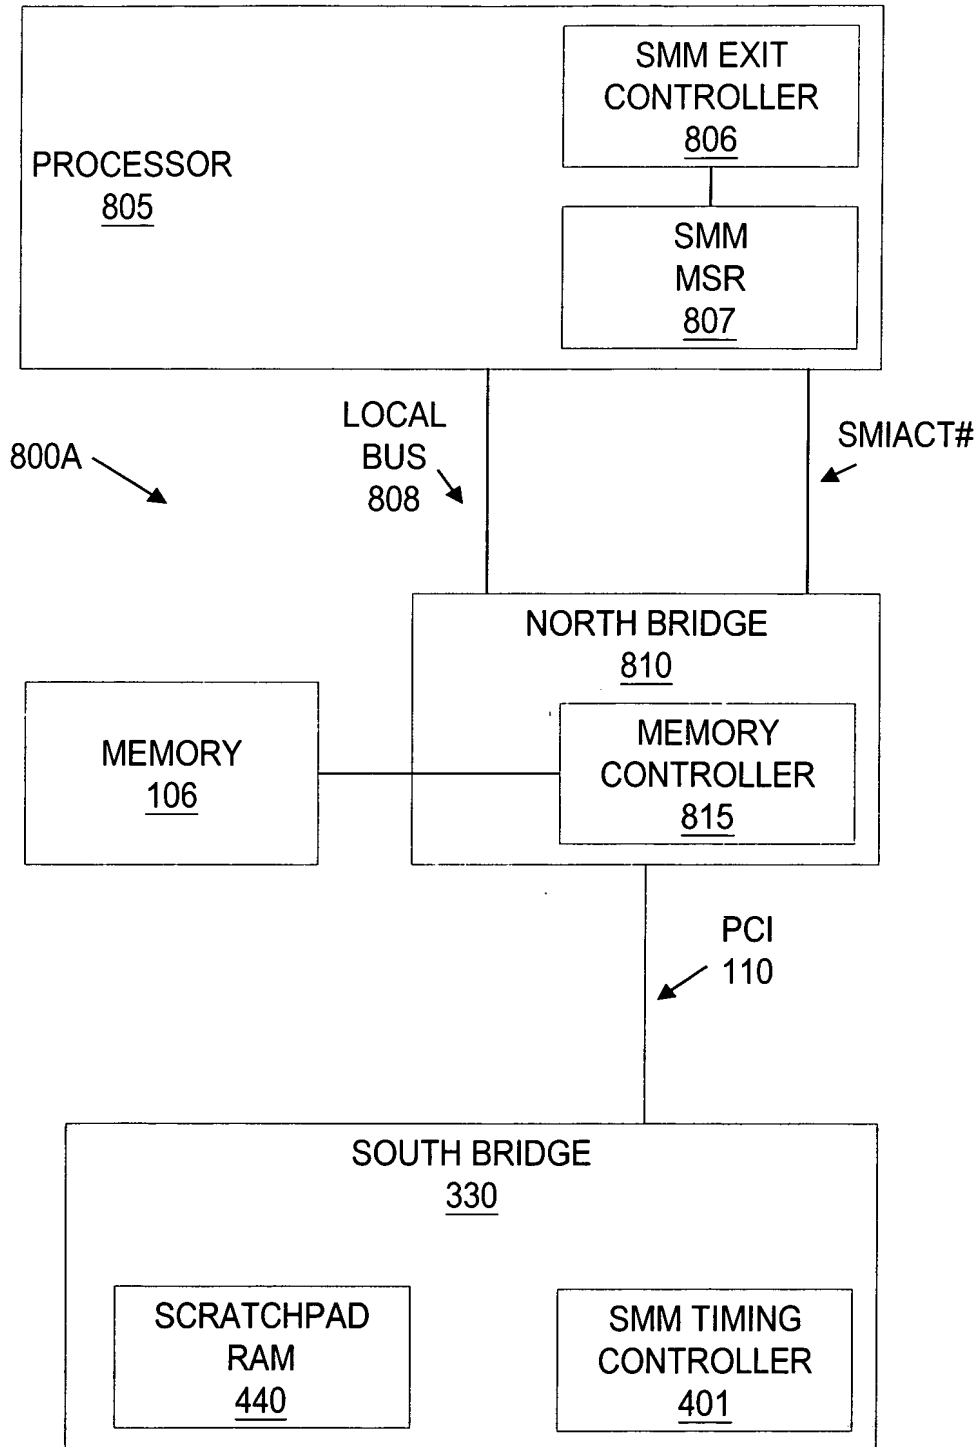 SMM EXIT
CONTROLLER
806
PROCESSOR
805
SMM
MSR
807
LOCAL
BUS
808
SMIACT#
800A
NORTH BRIDGE
810
MEMORY
CONTROLLER
815
MEMORY
106
PCI
110
SOUTH BRIDGE
330
SCRATCHPAD
RAM
440
SMM TIMING
CONTROLLER
401